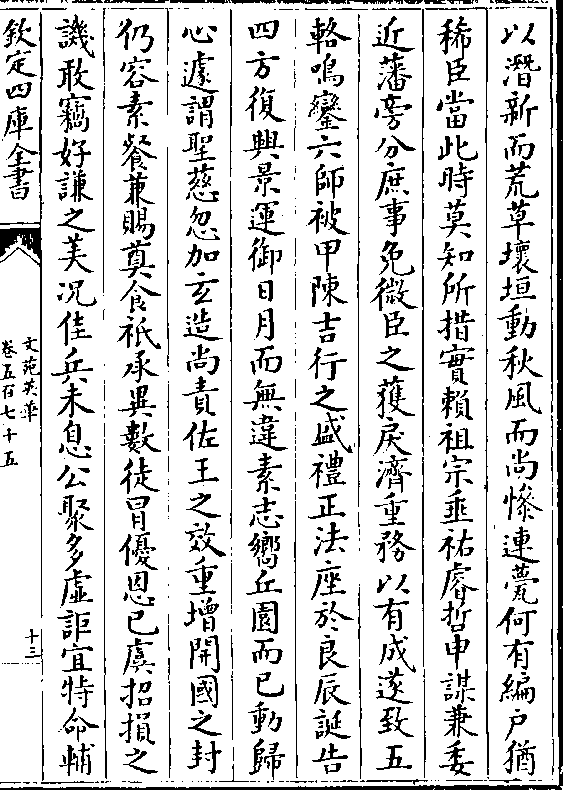 以潛新而荒草壞垣動秋風而尚慘連甍何有編戶猶
稀臣當此時莫知所措實賴祖宗垂祐睿哲申謀兼委
近藩旁分庶事免微臣之獲戾濟重務以有成遂致五
輅鳴鑾六師被甲陳吉行之盛禮正法座於良辰誕告
四方復興景運御日月而無違素志嚮丘園而已動歸
心遽謂聖慈忽加玄造尚責佐王之效重增開國之封
仍容素餐兼賜真食祇承異數徒冒優恩已虞招損之
譏敢竊好謙之美況佳兵未息公聚多虛詎宜特命輔
欽定四庫全書
文苑英華
卷五百七十五
十三